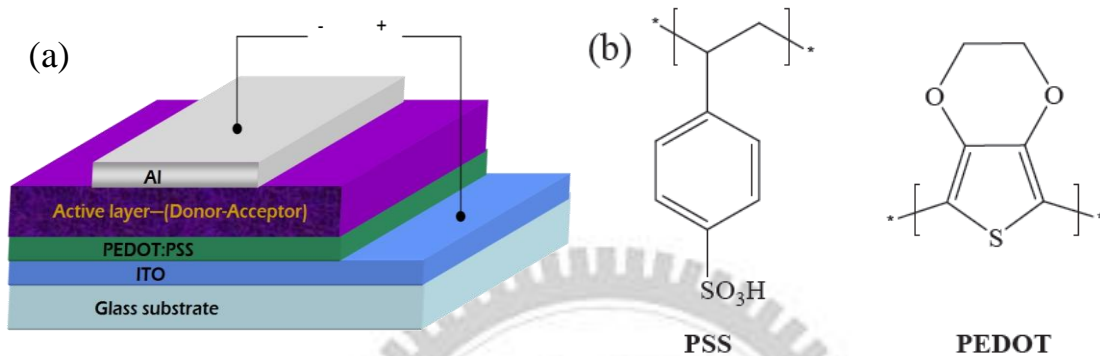 (a)
- +
Al
Active layer—(Donor-Acceptor)
PEDOT:PSS
ITO
Glass substrate
(b)
*
*
SO₃H
PSS
O
O
*
S
*
PEDOT